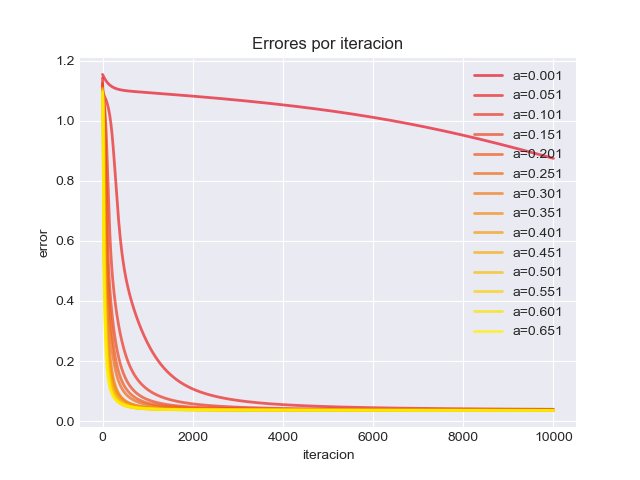 Errores por iteracion
1.2
1.0
0.8
0.6
0.4
0.2
0.0
error
0
2000
4000
6000
8000
10000
iteracion
a=0.001
a=0.051
a=0.101
a=0.151
a=0.201
a=0.251
a=0.301
a=0.351
a=0.401
a=0.451
a=0.501
a=0.551
a=0.601
a=0.651